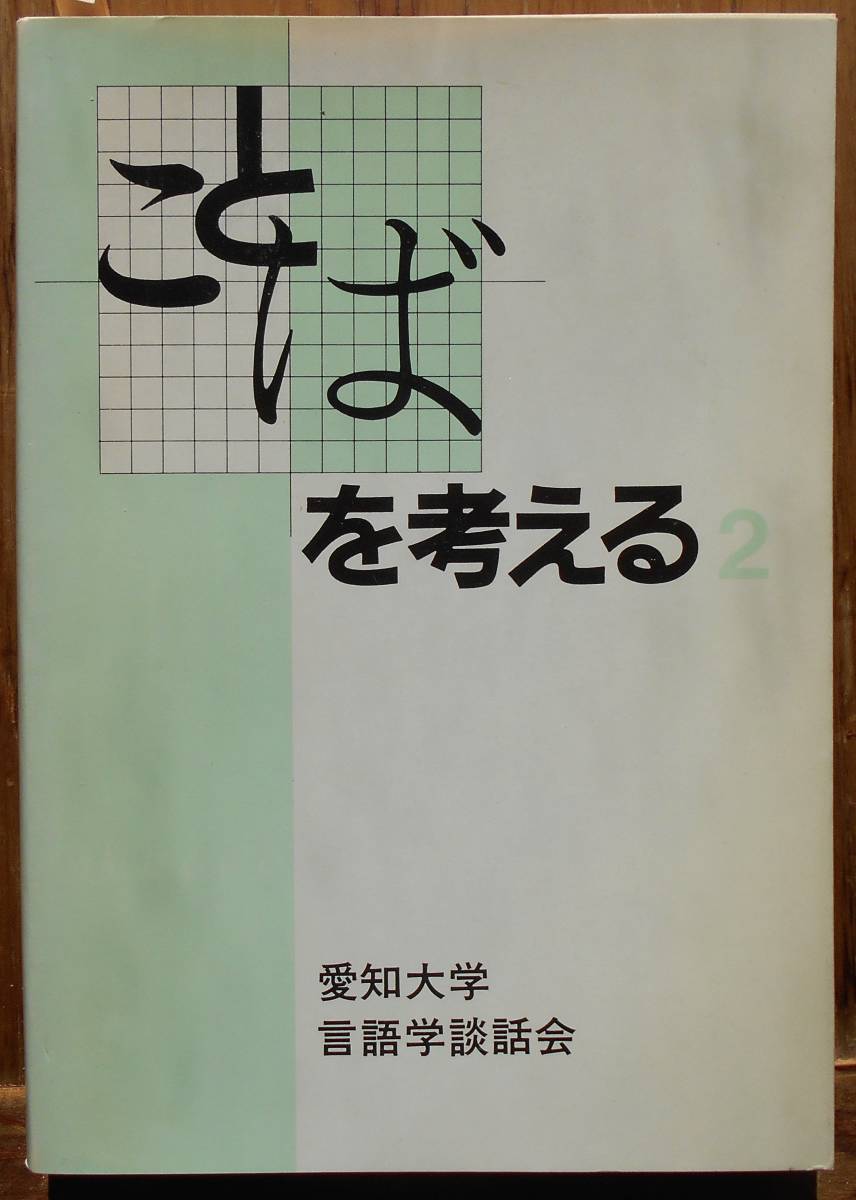 ことば
を考える2
愛知大学
言語学談話会